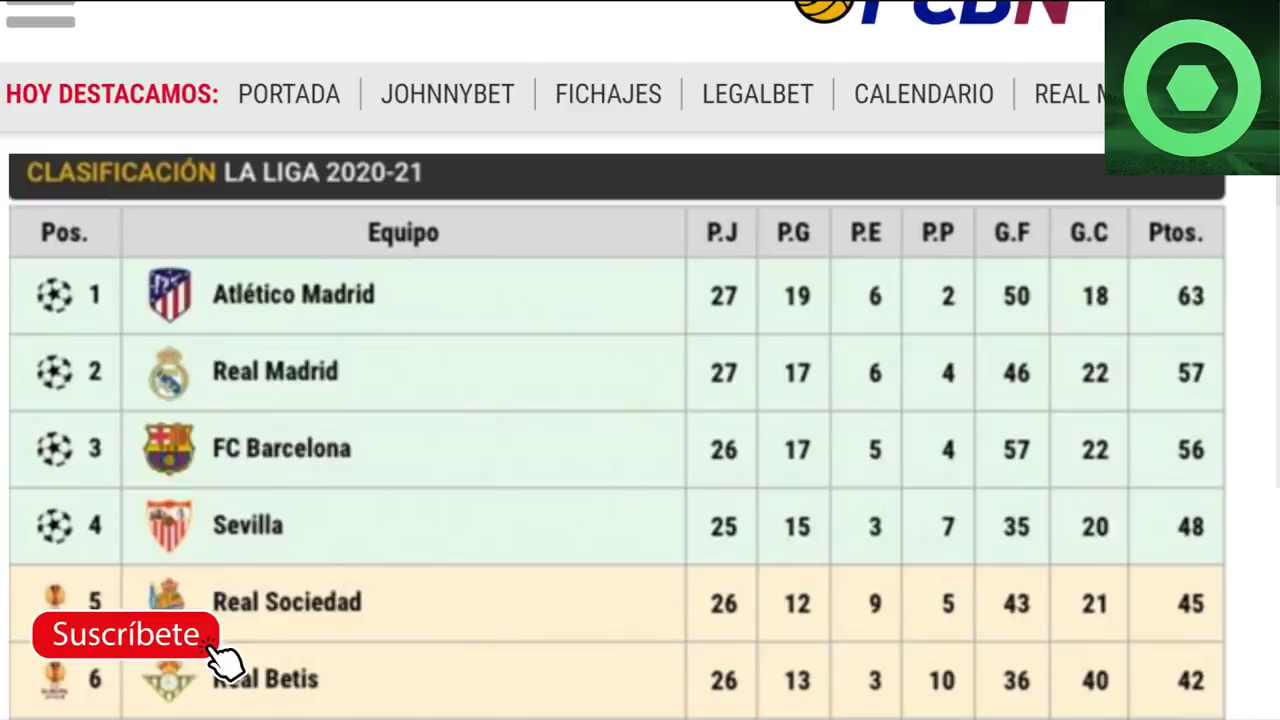 FCBN
HOY DESTACAMOS: PORTADA JOHNNYBET FICHAJES LEGALBET CALENDARIO REAL
CLASIFICACIÓN LA LIGA 2020-21
Pos. Equipo P.J P.G P.E P.P G.F G.C Ptos.
1 Atlético Madrid 27 19 6 2 50 18 63
2 Real Madrid 27 17 6 4 46 22 57
3 FC Barcelona 26 17 5 4 57 22 56
4 Sevilla 25 15 3 7 35 20 48
5 Real Sociedad 26 12 9 5 43 21 45
Suscríbete
6 Real Betis 26 13 3 10 36 40 42